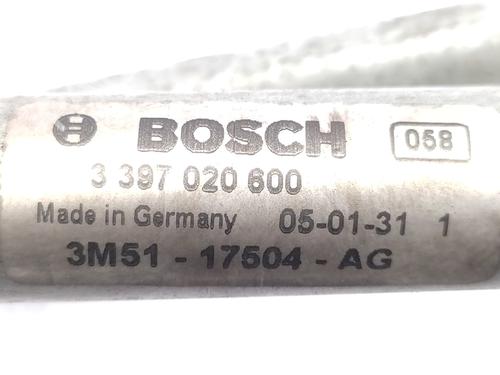 BOSCH 058
3 397 020 600
Made in Germany 05-01-31 1
3M51 - 17504 - AG